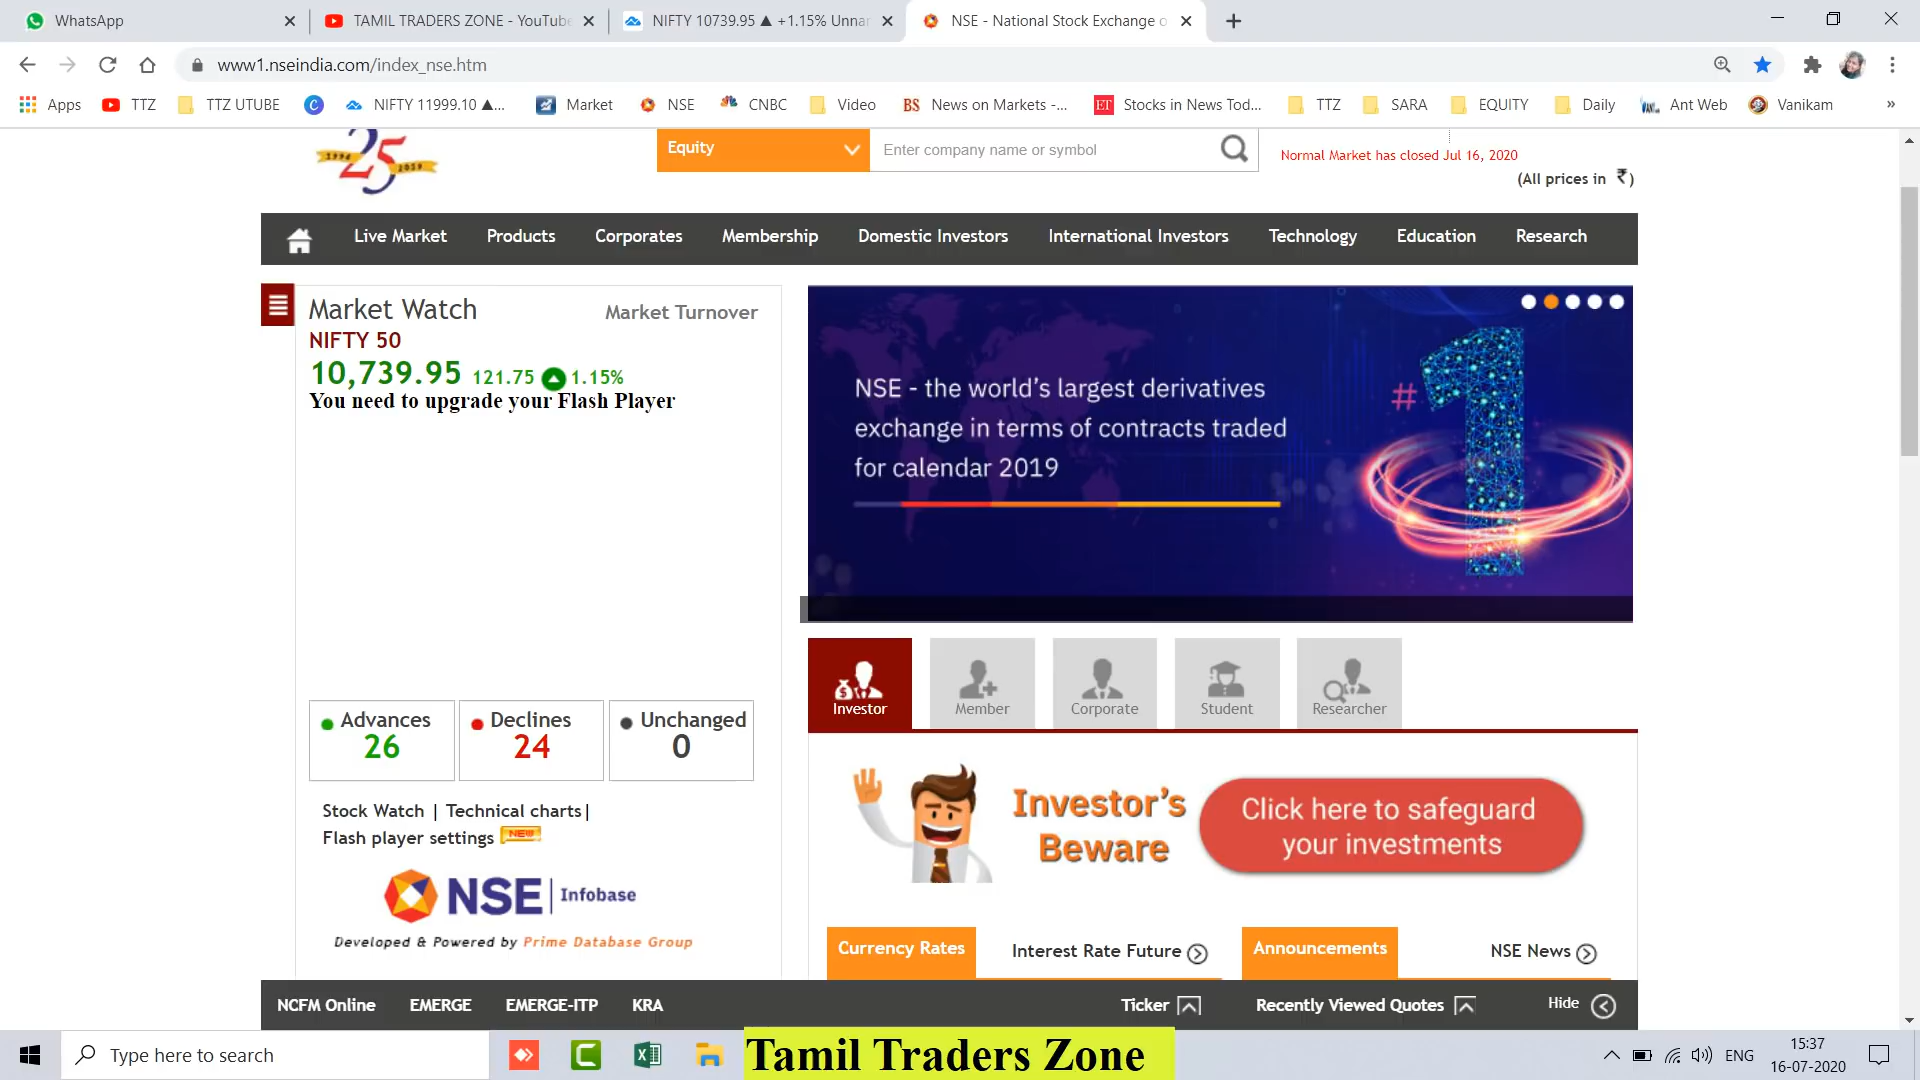 WhatsApp
TAMIL TRADERS ZONE - YouTube
NIFTY 10739.95 ▲ +1.15% Unnar
NSE - National Stock Exchange o
www1.nseindia.com/index_nse.htm
Apps
TTZ
TTZ UTUBE
NIFTY 11999.10 ▲...
Market
NSE
CNBC
Video
BS News on Markets -...
ET Stocks in News Tod...
TTZ
SARA
EQUITY
Daily
Ant Web
Vanikam
»
1994 25 2019
Equity
Enter company name or symbol
Normal Market has closed Jul 16, 2020
(All prices in ₹)
Live Market
Products
Corporates
Membership
Domestic Investors
International Investors
Technology
Education
Research
Market Watch
Market Turnover
NIFTY 50
10,739.95 121.75 1.15%
You need to upgrade your Flash Player
NSE - the world's largest derivatives
exchange in terms of contracts traded
for calendar 2019
#1
Investor
Member
Corporate
Student
Researcher
Advances
26
Declines
24
Unchanged
0
Stock Watch | Technical charts|
Flash player settings NEW
NSE | Infobase
Developed & Powered by Prime Database Group
Investor's
Beware
Click here to safeguard
your investments
Currency Rates
Interest Rate Future
Announcements
NSE News
NCFM Online
EMERGE
EMERGE-ITP
KRA
Ticker
Recently Viewed Quotes
Hide
Type here to search
Tamil Traders Zone
ENG
15:37
16-07-2020